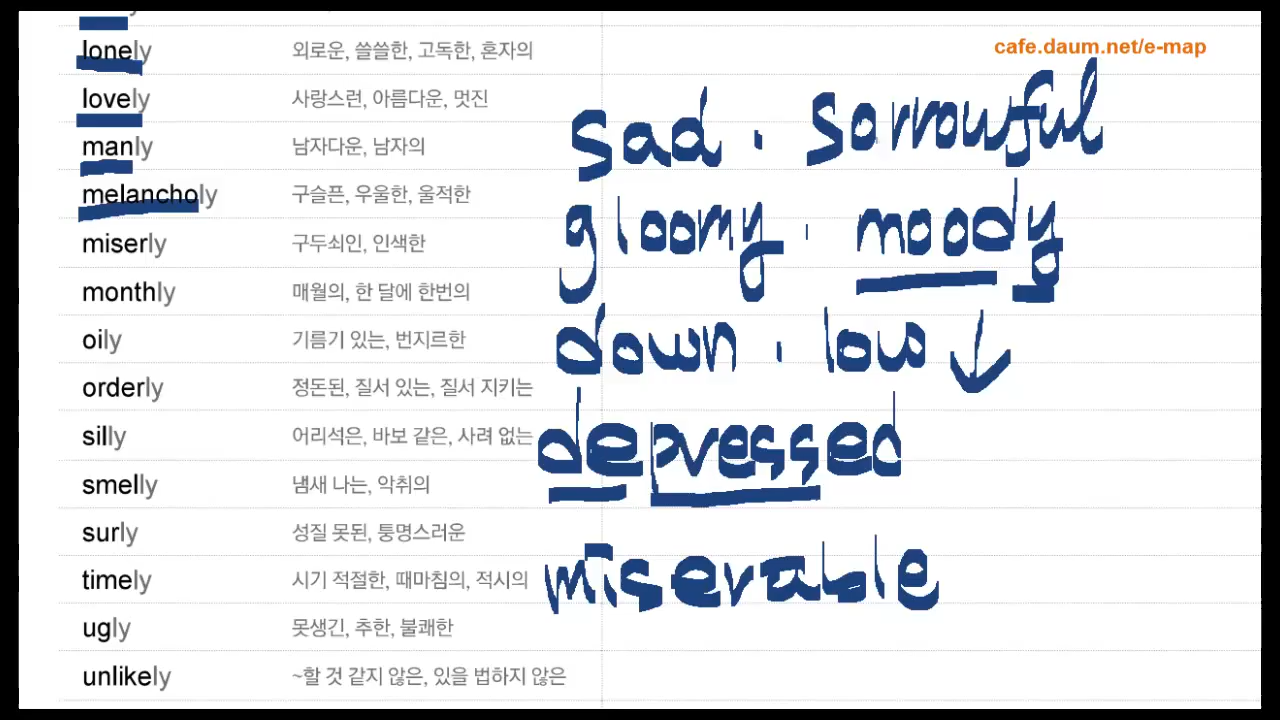 lonely 외로운, 쓸쓸한, 고독한, 혼자의
cafe.daum.net/e-map
lovely 사랑스런, 아름다운, 멋진
manly 남자다운, 남자의
sad · sorrowful
melancholy 구슬픈, 우울한, 울적한
gloomy · moody
miserly 구두쇠인, 인색한
monthly 매월의, 한 달에 한번의
oily 기름기 있는, 번지르한
down · low ↓
orderly 정돈된, 질서 있는, 질서 지키는
silly 어리석은, 바보 같은, 사려 없는
depressed
smelly 냄새 나는, 악취의
surly 성질 못된, 퉁명스러운
timely 시기 적절한, 때마침의, 적시의
miserable
ugly 못생긴, 추한, 불쾌한
unlikely ~할 것 같지 않은, 있을 법하지 않은